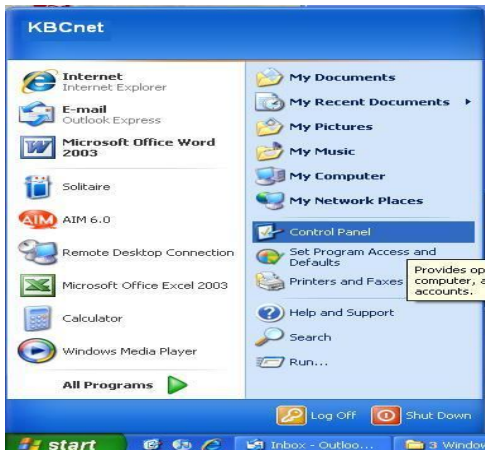 KBCnet
Internet
Internet Explorer
E-mail
Outlook Express
Microsoft Office Word
2003
Solitaire
AIM 6.0
Remote Desktop Connection
Microsoft Office Excel 2003
Calculator
Windows Media Player
All Programs
My Documents
My Recent Documents
My Pictures
My Music
My Computer
My Network Places
Control Panel
Set Program Access and
Defaults
Printers and Faxes
Provides op
computer, a
accounts.
Help and Support
Search
Run...
Log Off
Shut Down
start
Inbox - Outloo...
3 Window